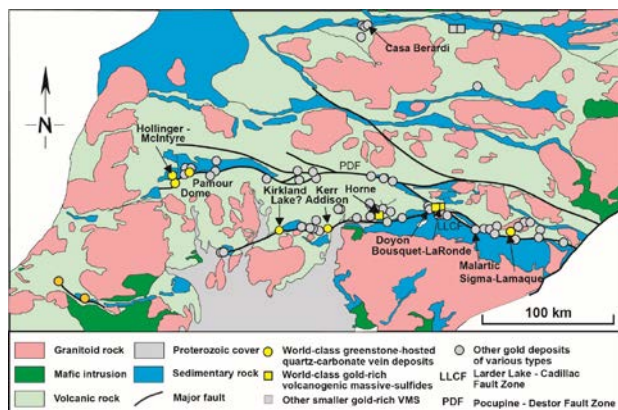 Casa Berardi
N
Hollinger -
McIntyre
PDF
Pamour
Dome
Kirkland
Lake?
Kerr
Addison
Horne
LLCF
Doyon
Bousquet-LaRonde
Malartic
Sigma-Lamaque
100 km
Granitoid rock
Mafic intrusion
Volcanic rock
Proterozoic cover
Sedimentary rock
Major fault
World-class greenstone-hosted
quartz-carbonate vein deposits
World-class gold-rich
volcanogenic massive-sulfides
Other smaller gold-rich VMS
Other gold deposits
of various types
LLCF Larder Lake - Cadillac
Fault Zone
PDF Pocupine - Destor Fault Zone